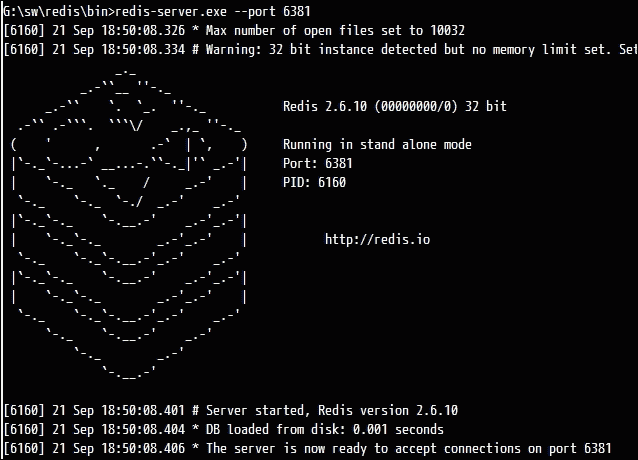 G:\sw\redis\bin>redis-server.exe --port 6381
[6160] 21 Sep 18:50:08.326 * Max number of open files set to 10032
[6160] 21 Sep 18:50:08.334 # Warning: 32 bit instance detected but no memory limit set. Set
Redis 2.6.10 (00000000/0) 32 bit
Running in stand alone mode
Port: 6381
PID: 6160
http://redis.io
[6160] 21 Sep 18:50:08.401 # Server started, Redis version 2.6.10
[6160] 21 Sep 18:50:08.404 * DB loaded from disk: 0.001 seconds
[6160] 21 Sep 18:50:08.406 * The server is now ready to accept connections on port 6381